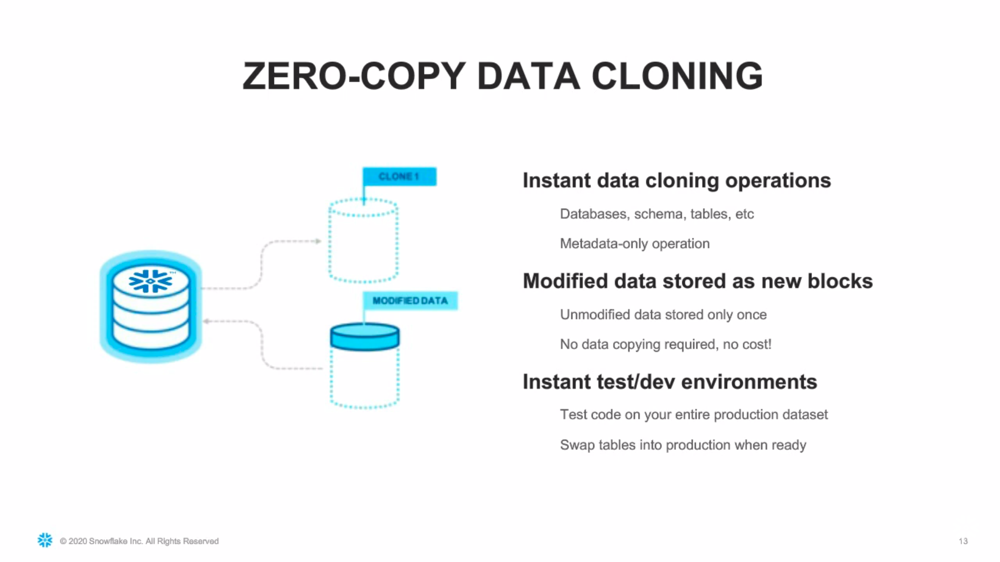 ZERO-COPY DATA CLONING
CLONE 1
MODIFIED DATA
TM
Instant data cloning operations
Databases, schema, tables, etc
Metadata-only operation
Modified data stored as new blocks
Unmodified data stored only once
No data copying required, no cost!
Instant test/dev environments
Test code on your entire production dataset
Swap tables into production when ready
© 2020 Snowflake Inc. All Rights Reserved
13